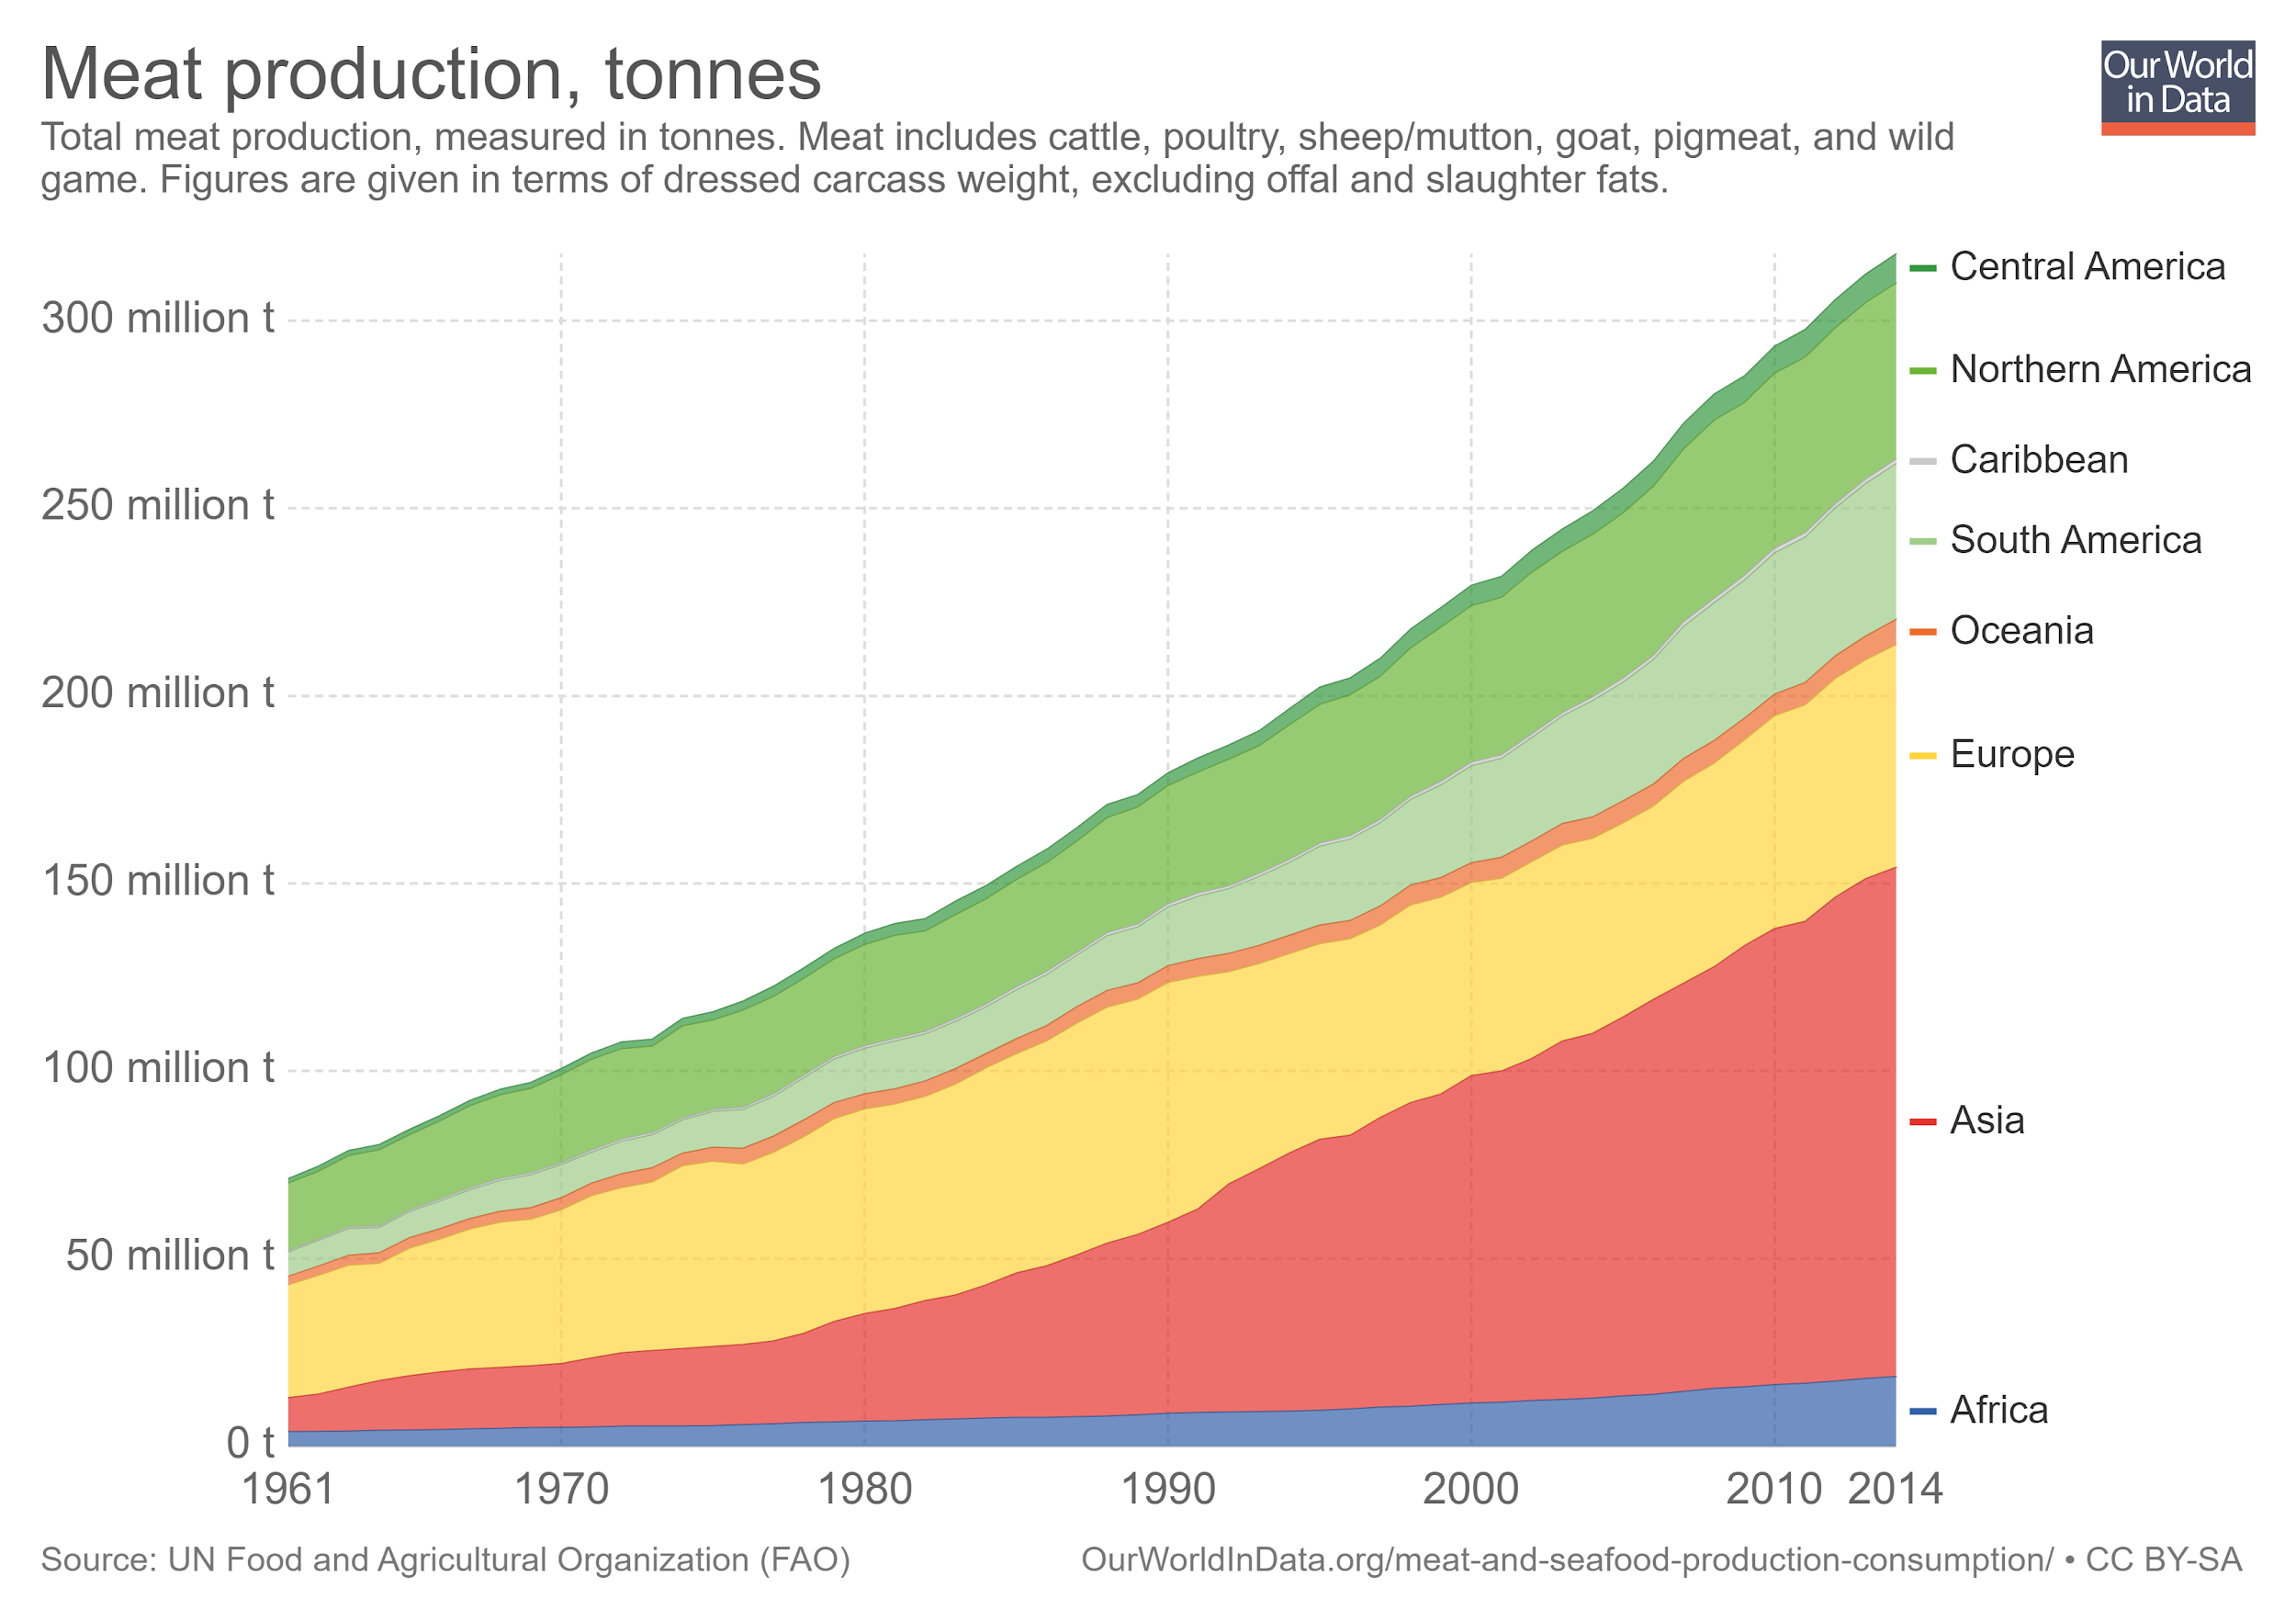 Meat production, tonnes
Our World
in Data
Total meat production, measured in tonnes. Meat includes cattle, poultry, sheep/mutton, goat, pigmeat, and wild
game. Figures are given in terms of dressed carcass weight, excluding offal and slaughter fats.
300 million t
250 million t
200 million t
150 million t
100 million t
50 million t
0 t
Central America
Northern America
Caribbean
South America
Oceania
Europe
Asia
Africa
1961 1970 1980 1990 2000 2010 2014
Source: UN Food and Agricultural Organization (FAO)
OurWorldInData.org/meat-and-seafood-production-consumption/ • CC BY-SA